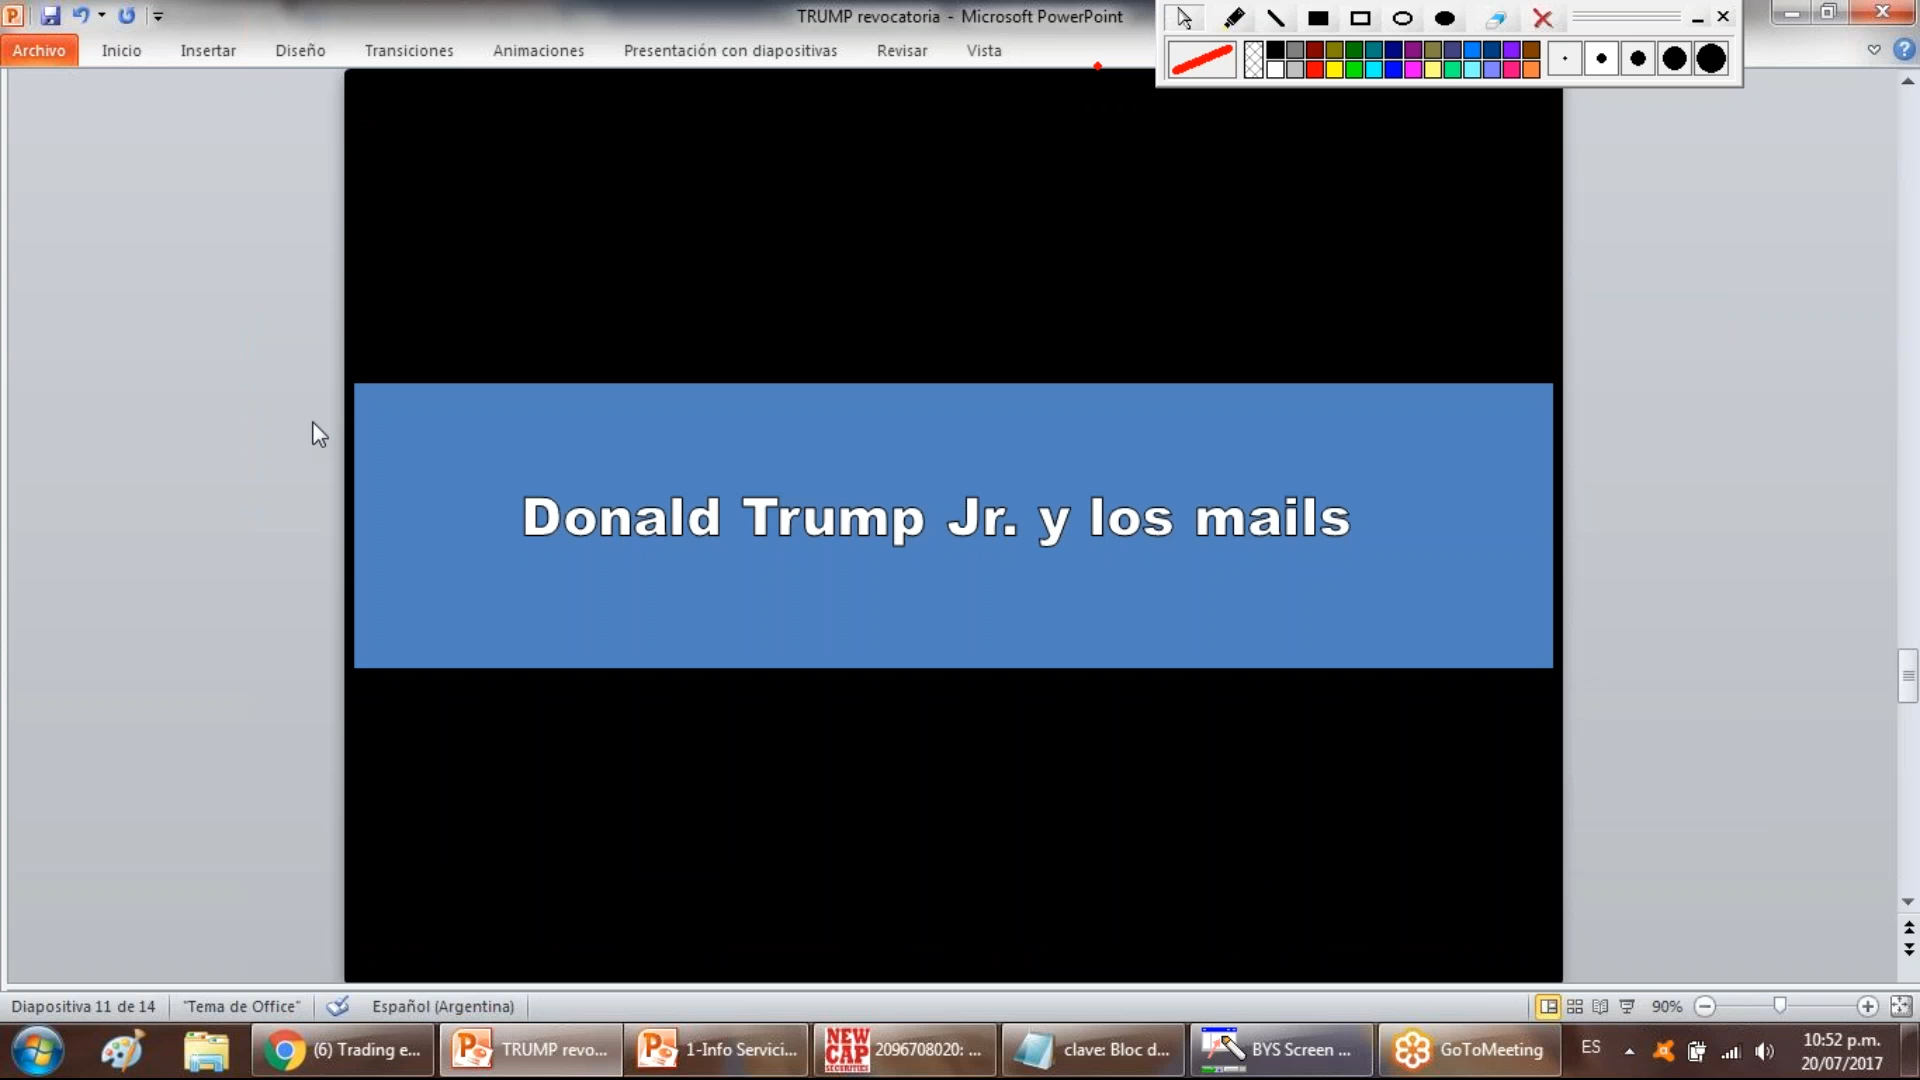 TRUMP revocatoria - Microsoft PowerPoint
Archivo Inicio Insertar Diseño Transiciones Animaciones Presentación con diapositivas Revisar Vista
Donald Trump Jr. y los mails
Diapositiva 11 de 14 "Tema de Office" Español (Argentina) 90%
(6) Trading e... TRUMP revo... 1-Info Servici... NEW CAP SECURITIES 2096708020: ... clave: Bloc d... BYS Screen ... GoToMeeting ES 10:52 p.m.
20/07/2017